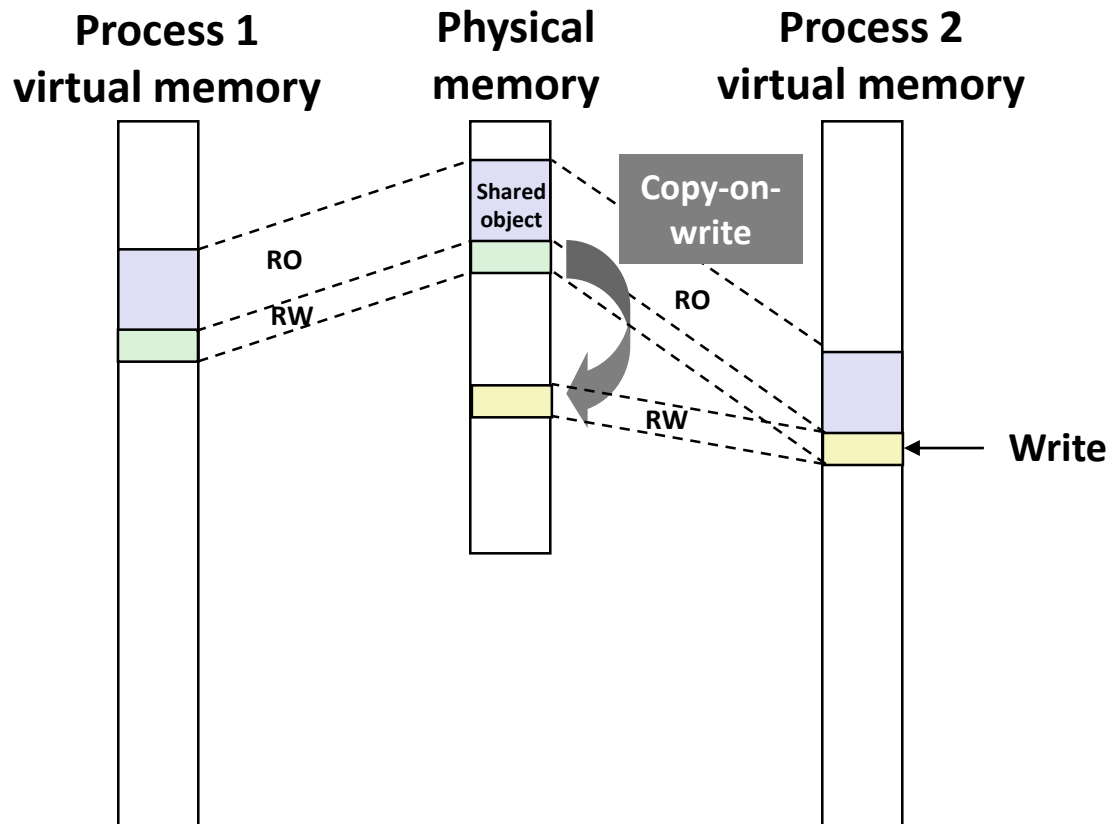 Process 1
virtual memory
Physical
memory
Process 2
virtual memory
Shared
object
Copy-on-
write
RO
RW
RO
RW
Write